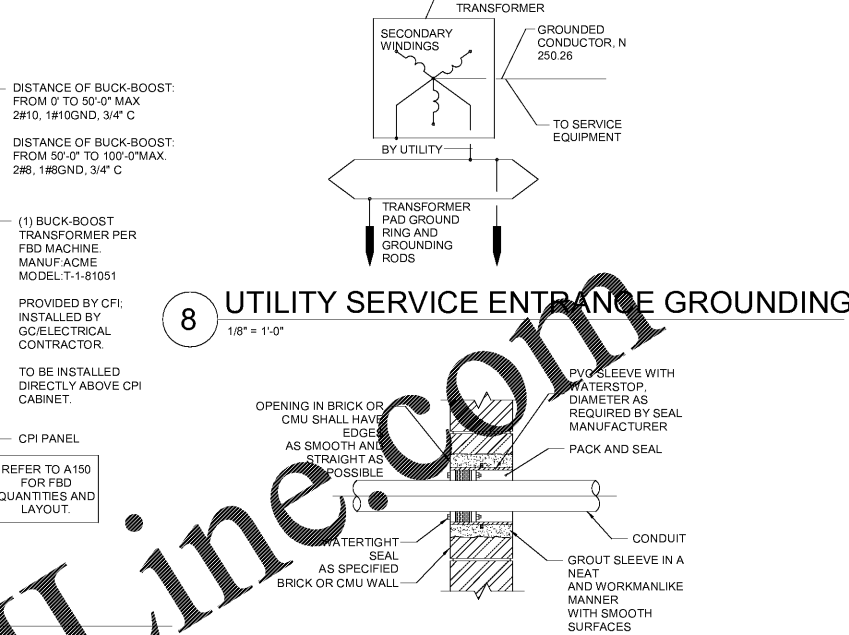 TRANSFORMER
SECONDARY
WINDINGS
GROUNDED
CONDUCTOR, N
250.26
DISTANCE OF BUCK-BOOST:
FROM 0' TO 50'-0" MAX
2#10, 1#10GND, 3/4" C
TO SERVICE
EQUIPMENT
DISTANCE OF BUCK-BOOST:
FROM 50'-0" TO 100'-0"MAX.
2#8, 1#8GND, 3/4" C
BY UTILITY
TRANSFORMER
PAD GROUND
RING AND
GROUNDING
RODS
(1) BUCK-BOOST
TRANSFORMER PER
FBD MACHINE.
MANUF:ACME
MODEL:T-1-81051
PROVIDED BY CFI;
INSTALLED BY
GC/ELECTRICAL
CONTRACTOR.
TO BE INSTALLED
DIRECTLY ABOVE CPI
CABINET.
8
UTILITY SERVICE ENTRANCE GROUNDING
1/8" = 1'-0"
CPI PANEL
REFER TO A150
FOR FBD
QUANTITIES AND
LAYOUT.
OPENING IN BRICK OR
CMU SHALL HAVE
EDGES
AS SMOOTH AND
STRAIGHT AS
POSSIBLE
PVC SLEEVE WITH
WATERSTOP,
DIAMETER AS
REQUIRED BY SEAL
MANUFACTURER
PACK AND SEAL
WATERTIGHT
SEAL
AS SPECIFIED
BRICK OR CMU WALL
CONDUIT
GROUT SLEEVE IN A
NEAT
AND WORKMANLIKE
MANNER
WITH SMOOTH
SURFACES
Line.com